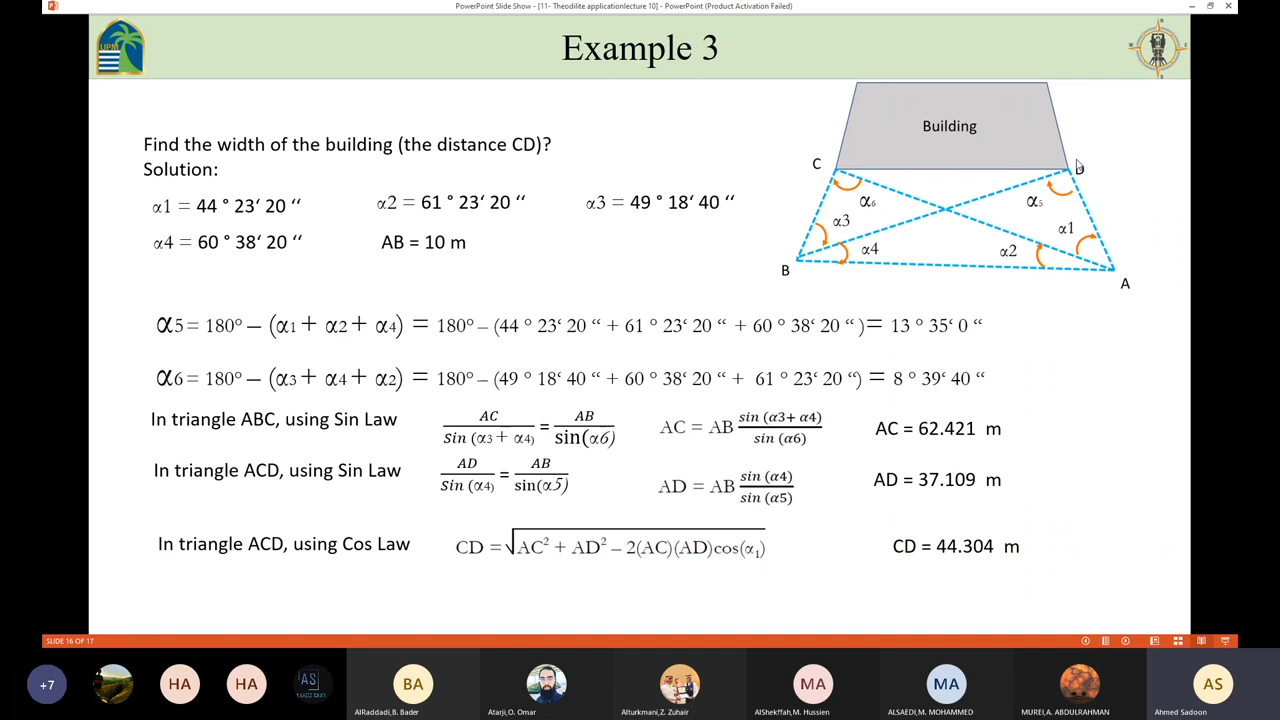 PowerPoint Slide Show - [11- Theodilite applicationlecture 10] - PowerPoint (Product Activation Failed)
UPM
Example 3
Building
Find the width of the building (the distance CD)?
Solution:
C
D
α1 = 44 ° 23‘ 20 “
α2 = 61 ° 23‘ 20 “
α3 = 49 ° 18‘ 40 “
α6
α5
α3
α1
α4 = 60 ° 38‘ 20 “
AB = 10 m
α4
α2
B
A
α5 = 180° – (α1 + α2 + α4) = 180° – (44 ° 23‘ 20 “ + 61 ° 23‘ 20 “ + 60 ° 38‘ 20 “ ) = 13 ° 35‘ 0 “
α6 = 180° – (α3 + α4 + α2) = 180° – (49 ° 18‘ 40 “ + 60 ° 38‘ 20 “ + 61 ° 23‘ 20 “) = 8 ° 39‘ 40 “
In triangle ABC, using Sin Law AC / Sin (α3 + α4) = AB / sin(α6) AC = AB sin (α3+ α4) / sin (α6) AC = 62.421 m
In triangle ACD, using Sin Law AD / Sin (α4) = AB / sin(α5) AD = AB sin (α4) / sin (α5) AD = 37.109 m
In triangle ACD, using Cos Law CD = √AC² + AD² – 2(AC)(AD)cos(α1) CD = 44.304 m
SLIDE 16 OF 17
+7
HA
HA
AS
BA
MA
MA
AS
AlRaddadi,B. Bader
Atarji,O. Omar
Alturkmani,Z. Zuhair
AlShekffah,M. Hussien
ALSAEDI,M. MOHAMMED
MUREI,A. ABDULRAHMAN
Ahmed Sadoon